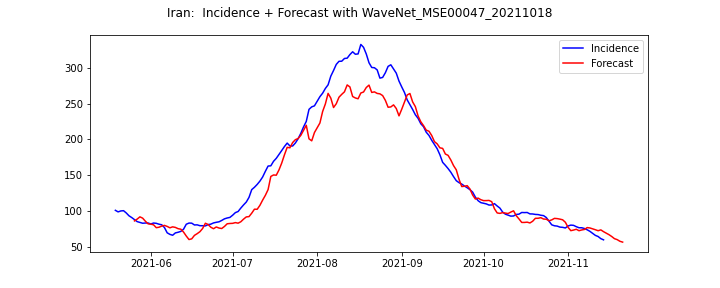 Iran:  Incidence + Forecast with WaveNet_MSE00047_20211018
Incidence
Forecast
300
250
200
150
100
50
2021-06 2021-07 2021-08 2021-09 2021-10 2021-11